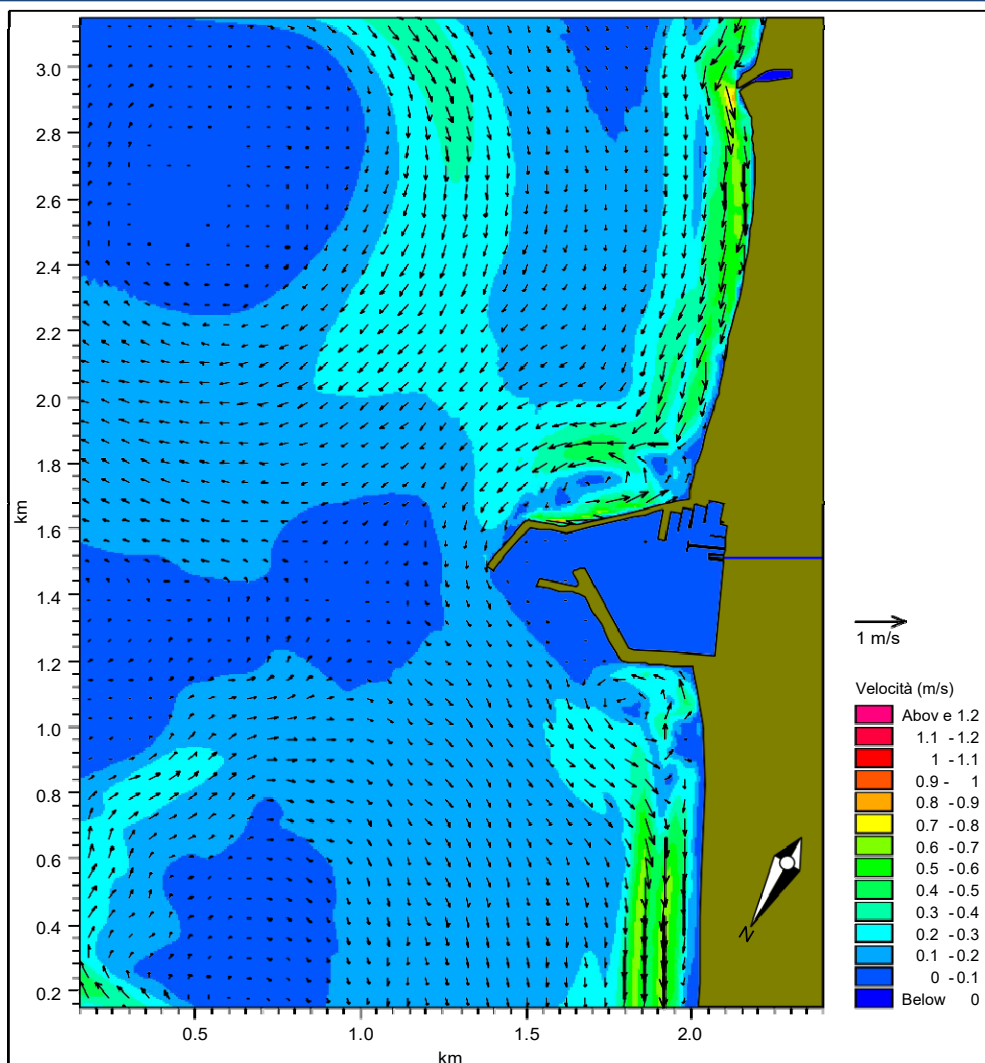 3.0
2.8
2.6
2.4
2.2
2.0
1.8
1.6
1.4
1.2
1.0
0.8
0.6
0.4
0.2
km
0.5
1.0
1.5
2.0
km
1 m/s
Velocità (m/s)
Abov e 1.2
1.1 - 1.2
1 - 1.1
0.9 - 1
0.8 - 0.9
0.7 - 0.8
0.6 - 0.7
0.5 - 0.6
0.4 - 0.5
0.3 - 0.4
0.2 - 0.3
0.1 - 0.2
0 - 0.1
Below 0
N